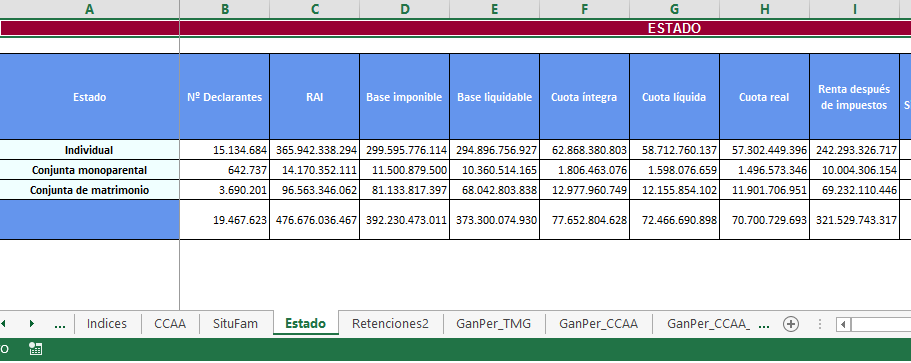 A B C D E F G H I
ESTADO
Estado Nº Declarantes RAI Base imponible Base liquidable Cuota íntegra Cuota líquida Cuota real Renta después de impuestos S
Individual 15.134.684 365.942.338.294 299.595.776.114 294.896.756.927 62.868.380.803 58.712.760.137 57.302.449.396 242.293.326.717
Conjunta monoparental 642.737 14.170.352.111 11.500.879.500 10.360.514.165 1.806.463.076 1.598.076.659 1.496.573.346 10.004.306.154
Conjunta de matrimonio 3.690.201 96.563.346.062 81.133.817.397 68.042.803.838 12.977.960.749 12.155.854.102 11.901.706.951 69.232.110.446
19.467.623 476.676.036.467 392.230.473.011 373.300.074.930 77.652.804.628 72.466.690.898 70.700.729.693 321.529.743.317
... Indices CCAA SituFam Estado Retenciones2 GanPer_TMG GanPer_CCAA GanPer_CCAA_ ...
O